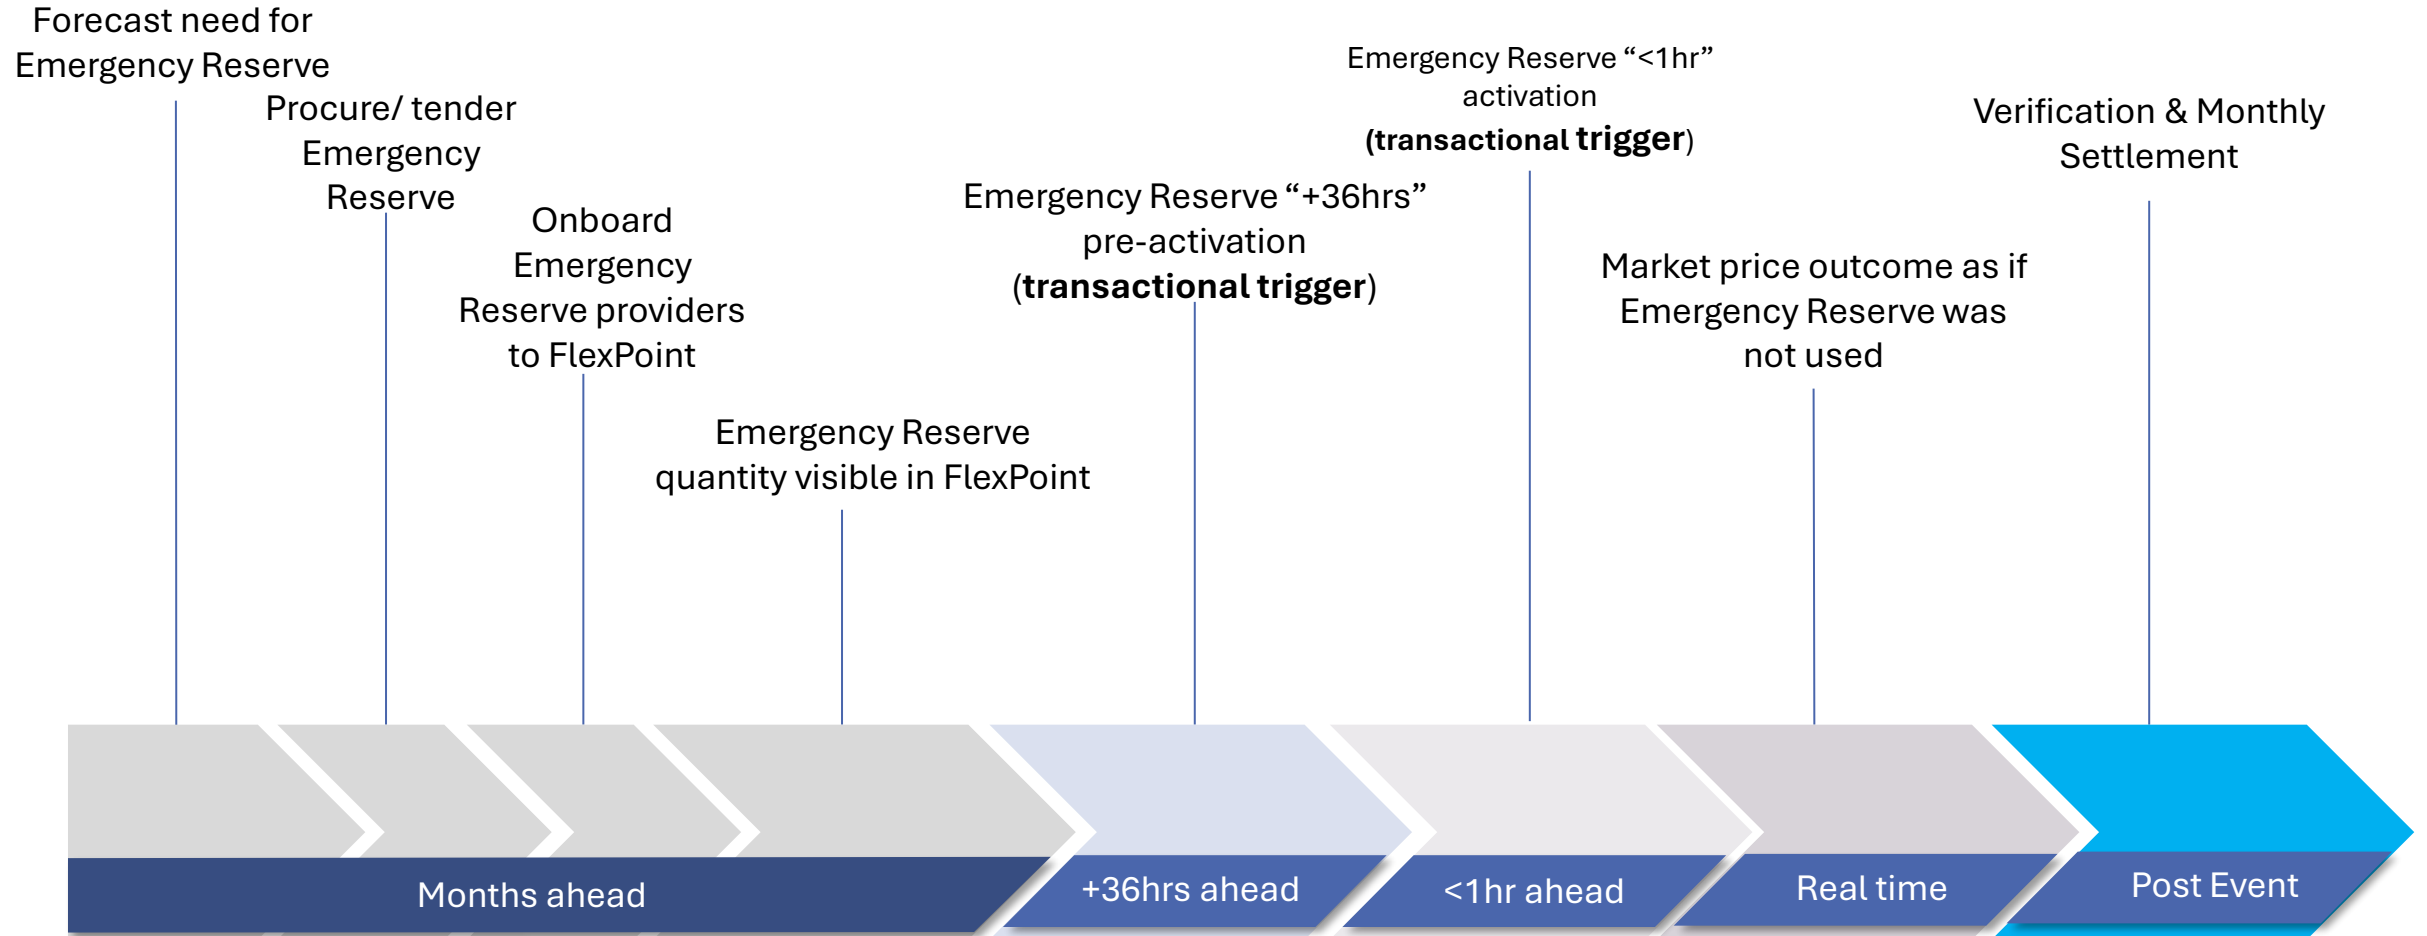 Forecast need for
Emergency Reserve
Procure/ tender
Emergency
Reserve
Onboard
Emergency
Reserve providers
to FlexPoint
Emergency Reserve
quantity visible in FlexPoint
Emergency Reserve “+36hrs”
pre-activation
(transactional trigger)
Emergency Reserve “<1hr”
activation
(transactional trigger)
Market price outcome as if
Emergency Reserve was
not used
Verification & Monthly
Settlement
Months ahead
+36hrs ahead
<1hr ahead
Real time
Post Event